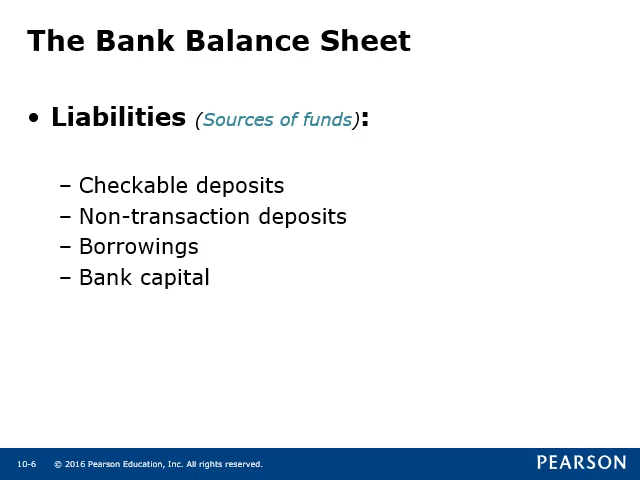 The Bank Balance Sheet
• Liabilities (Sources of funds):
– Checkable deposits
– Non-transaction deposits
– Borrowings
– Bank capital
10-6 © 2016 Pearson Education, Inc. All rights reserved. PEARSON